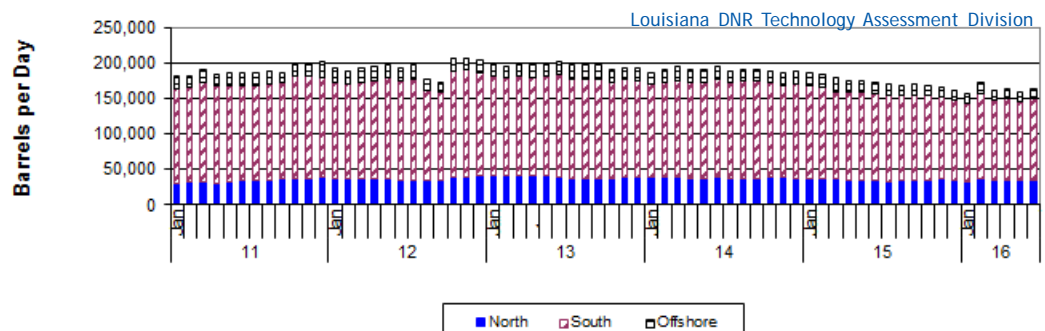 Louisiana DNR Technology Assessment Division
Barrels per Day
250,000
200,000
150,000
100,000
50,000
0
Jan Jan Jan Jan Jan Jan
11 12 13 14 15 16
North South Offshore